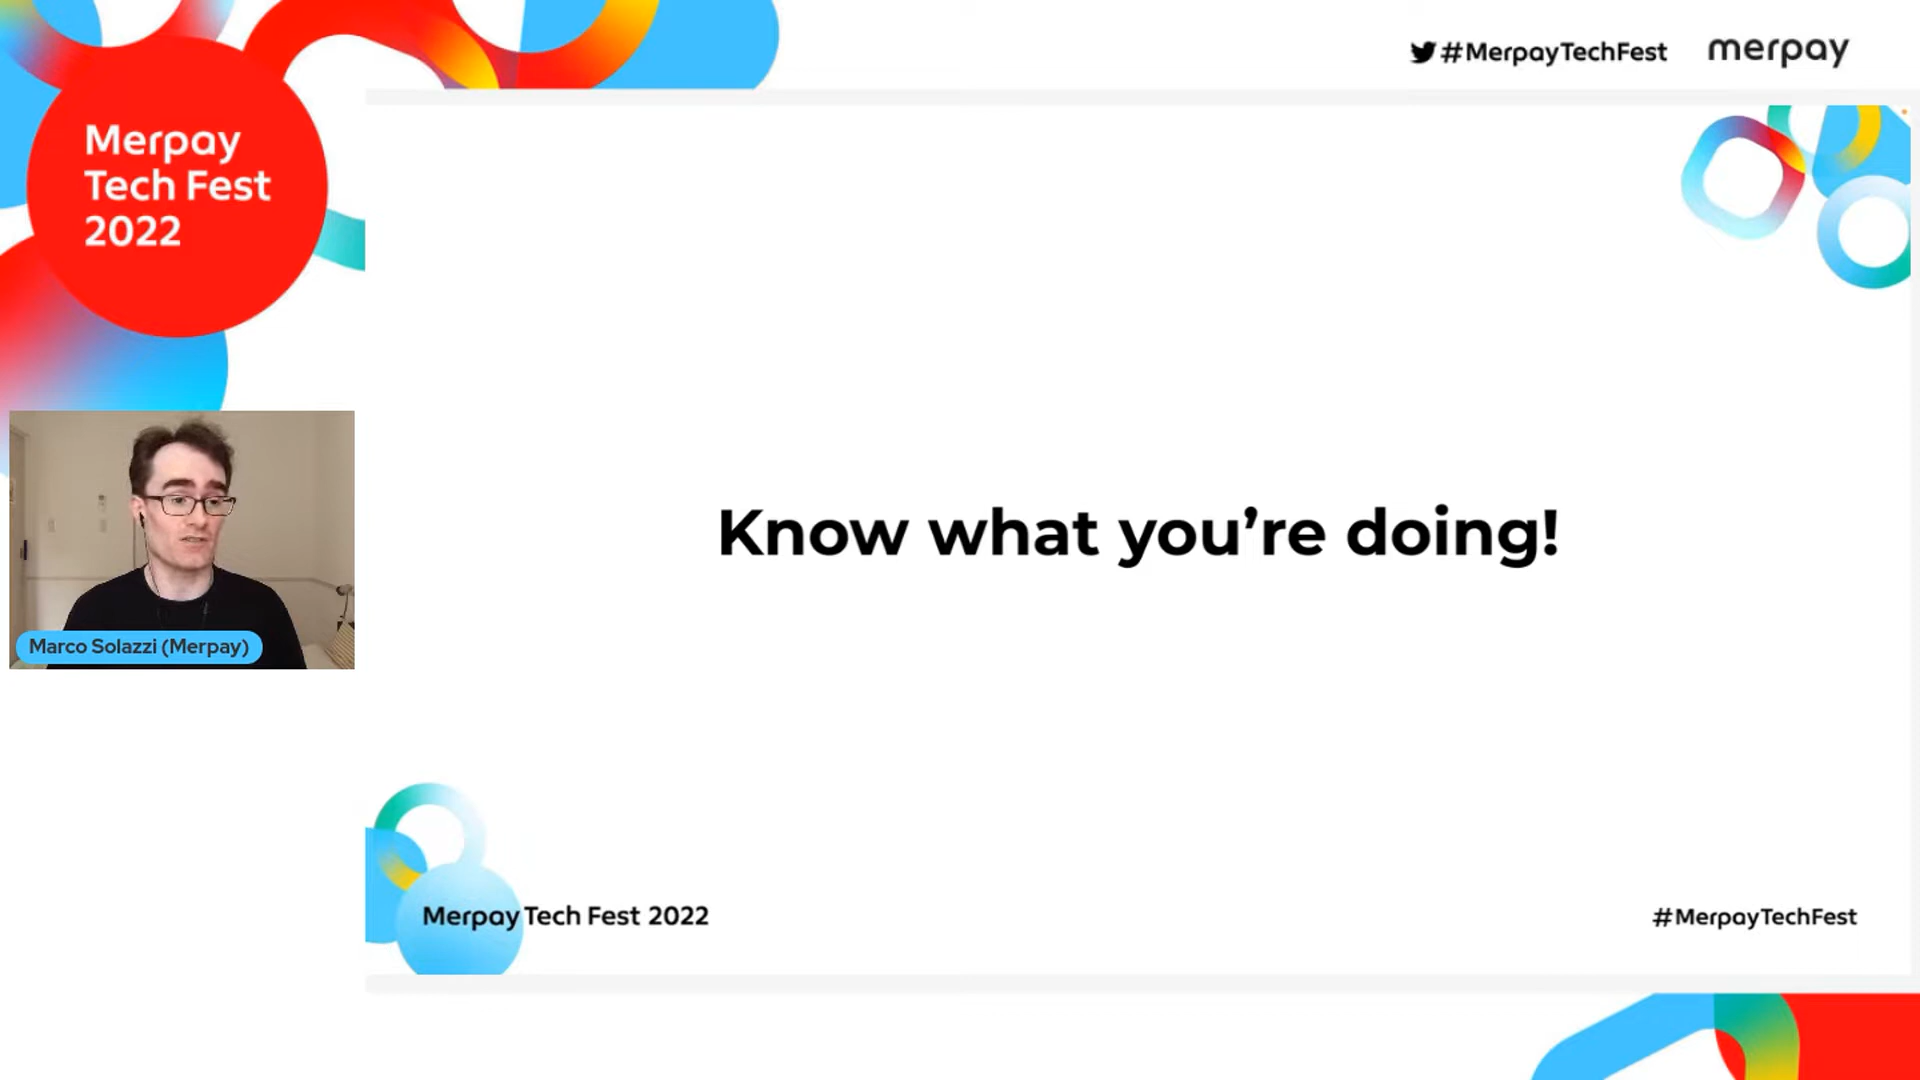 #MerpayTechFest
merpay
Merpay
Tech Fest
2022
Know what you’re doing!
Marco Solazzi (Merpay)
Merpay Tech Fest 2022
#MerpayTechFest